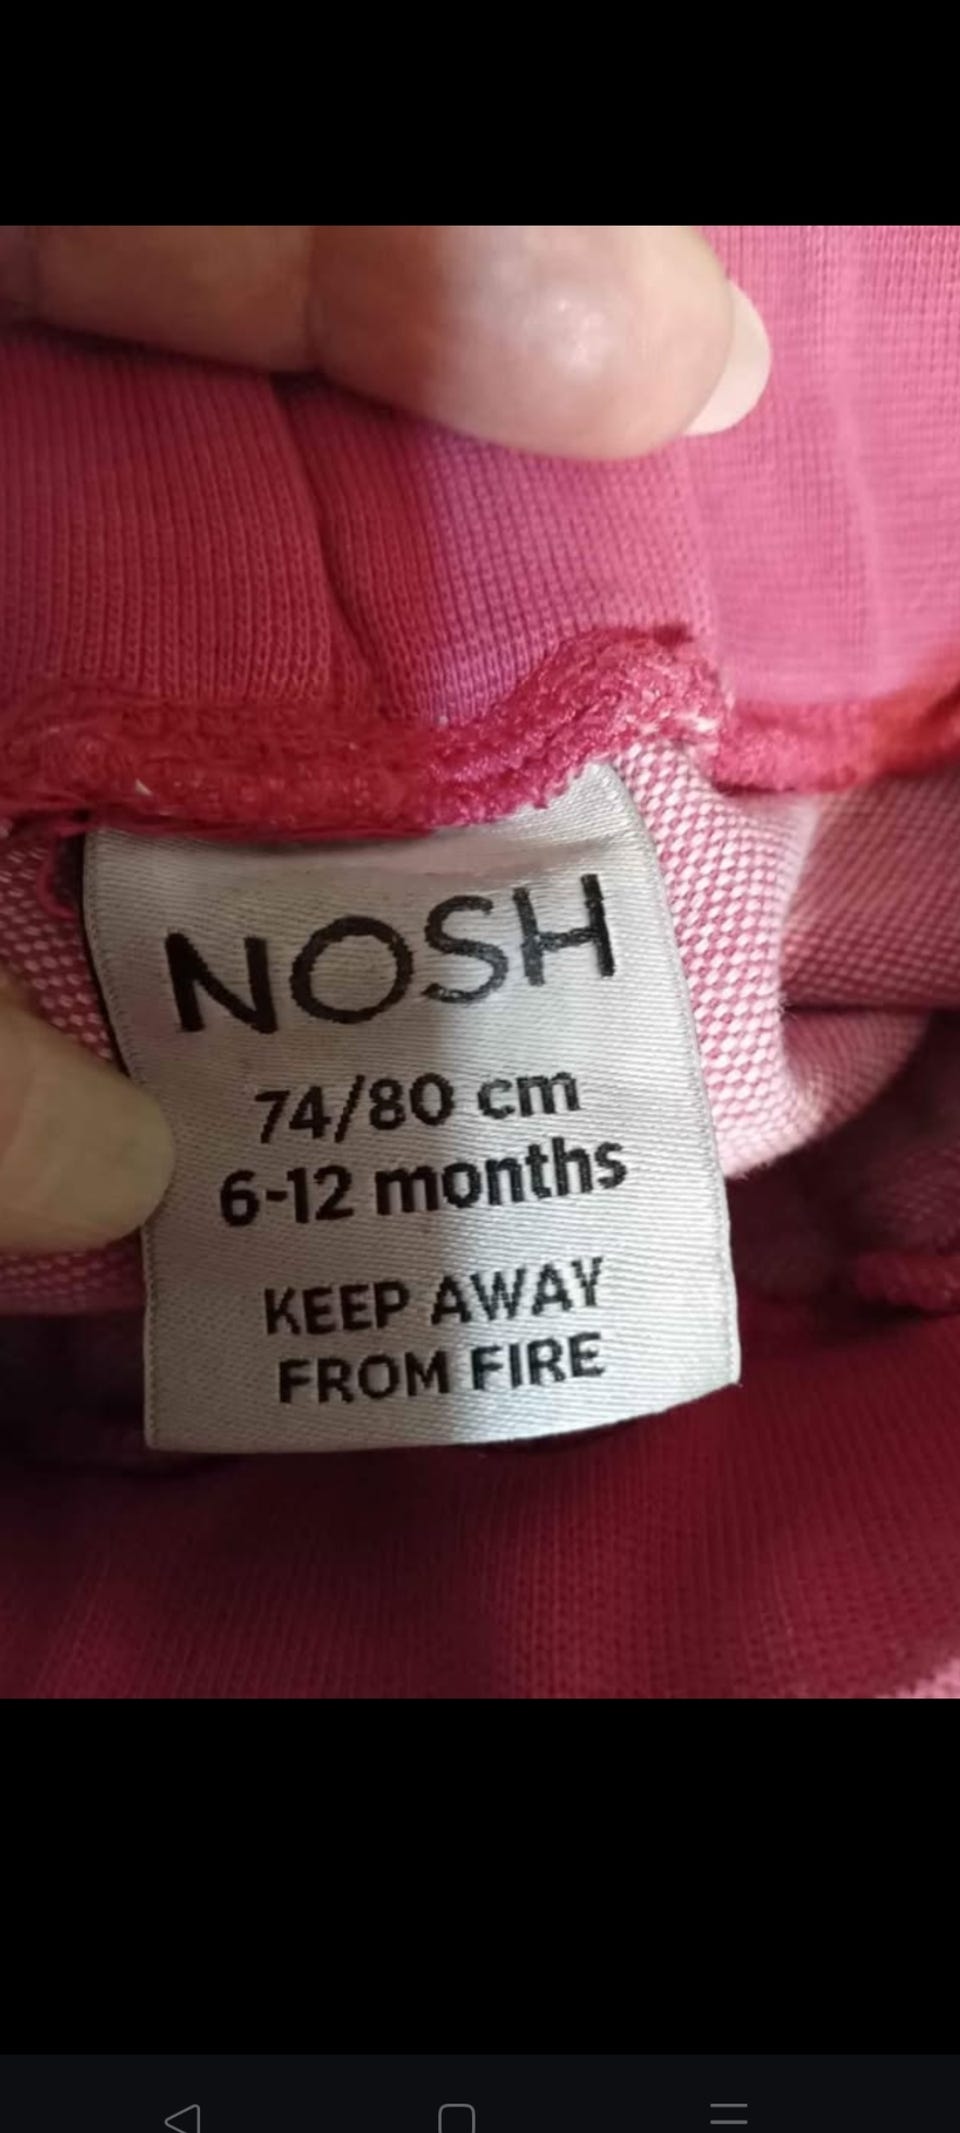 NOSH
74/80 cm
6-12 months
KEEP AWAY
FROM FIRE